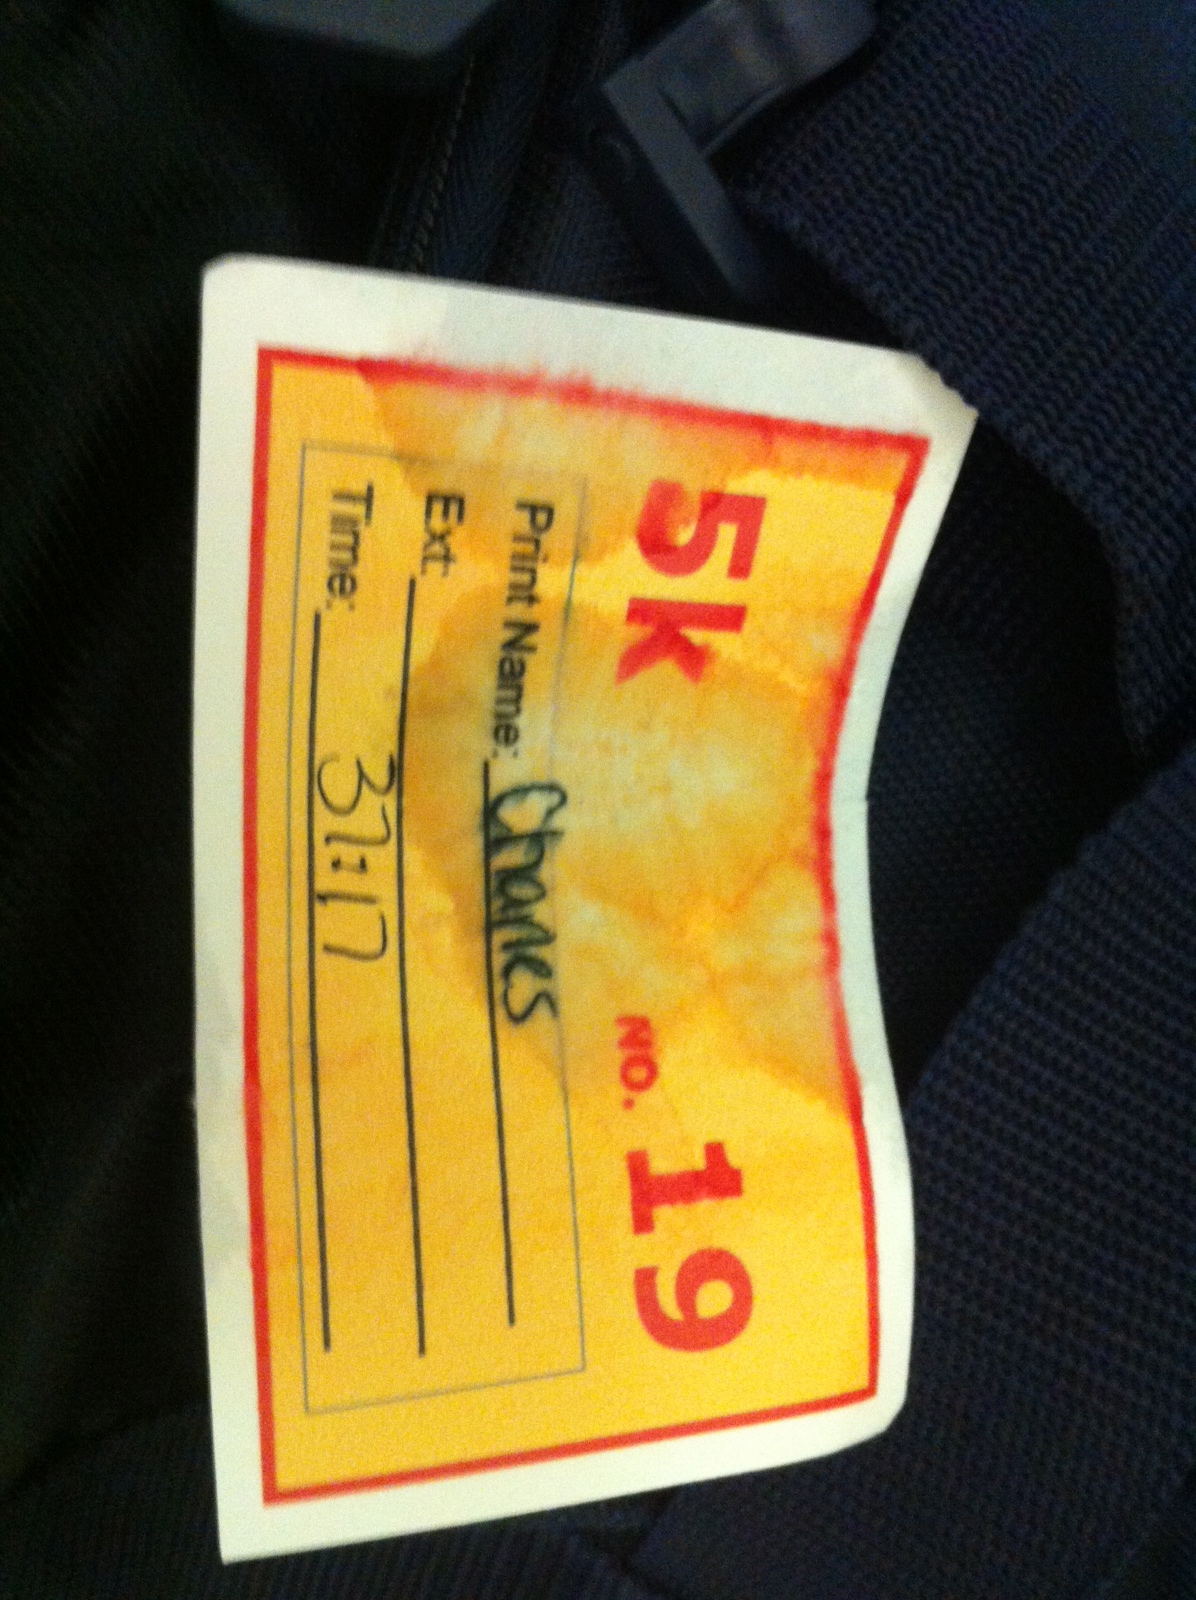 5k NO. 19
Print Name: Charles
Ext.
Time: 37:17